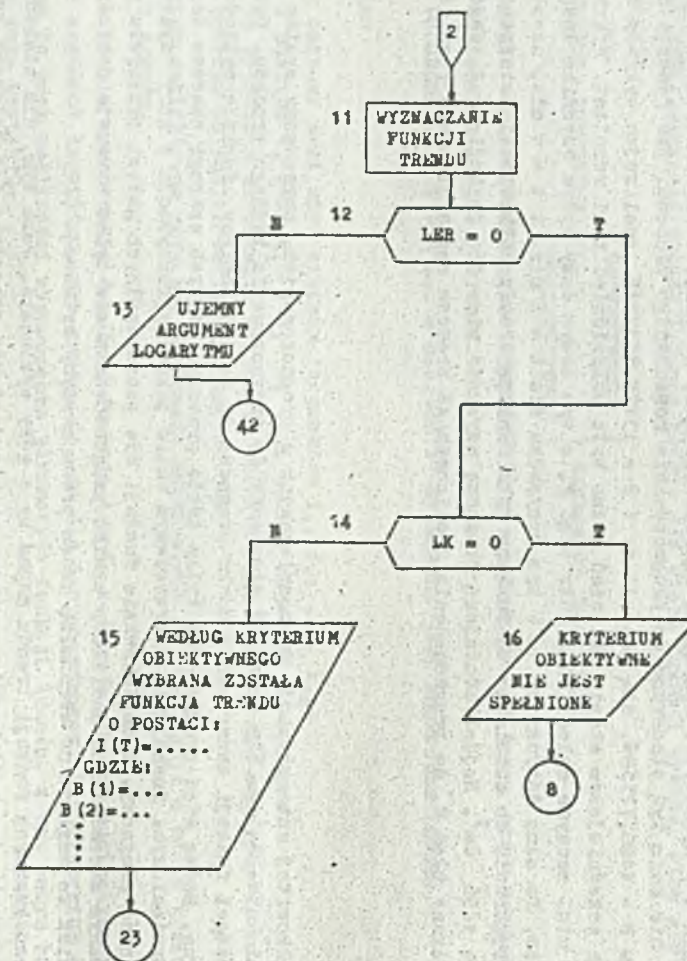 2
11
WYZNACZANIE
FUNKCJI
TRENDU
12
N
LER = 0
T
13
UJEMNY
ARGUMENT
LOGARYTMU
42
14
N
LK = 0
T
15
WEDŁUG KRYTERIUM
OBIEKTYWNEGO
WYBRANA ZOSTAŁA
FUNKCJA TRENDU
O POSTACI:
I(T)=.....
GDZIE:
B(1)=...
B(2)=...
16
KRYTERIUM
OBIEKTYWNE
NIE JEST
SPEŁNIONE
8
23